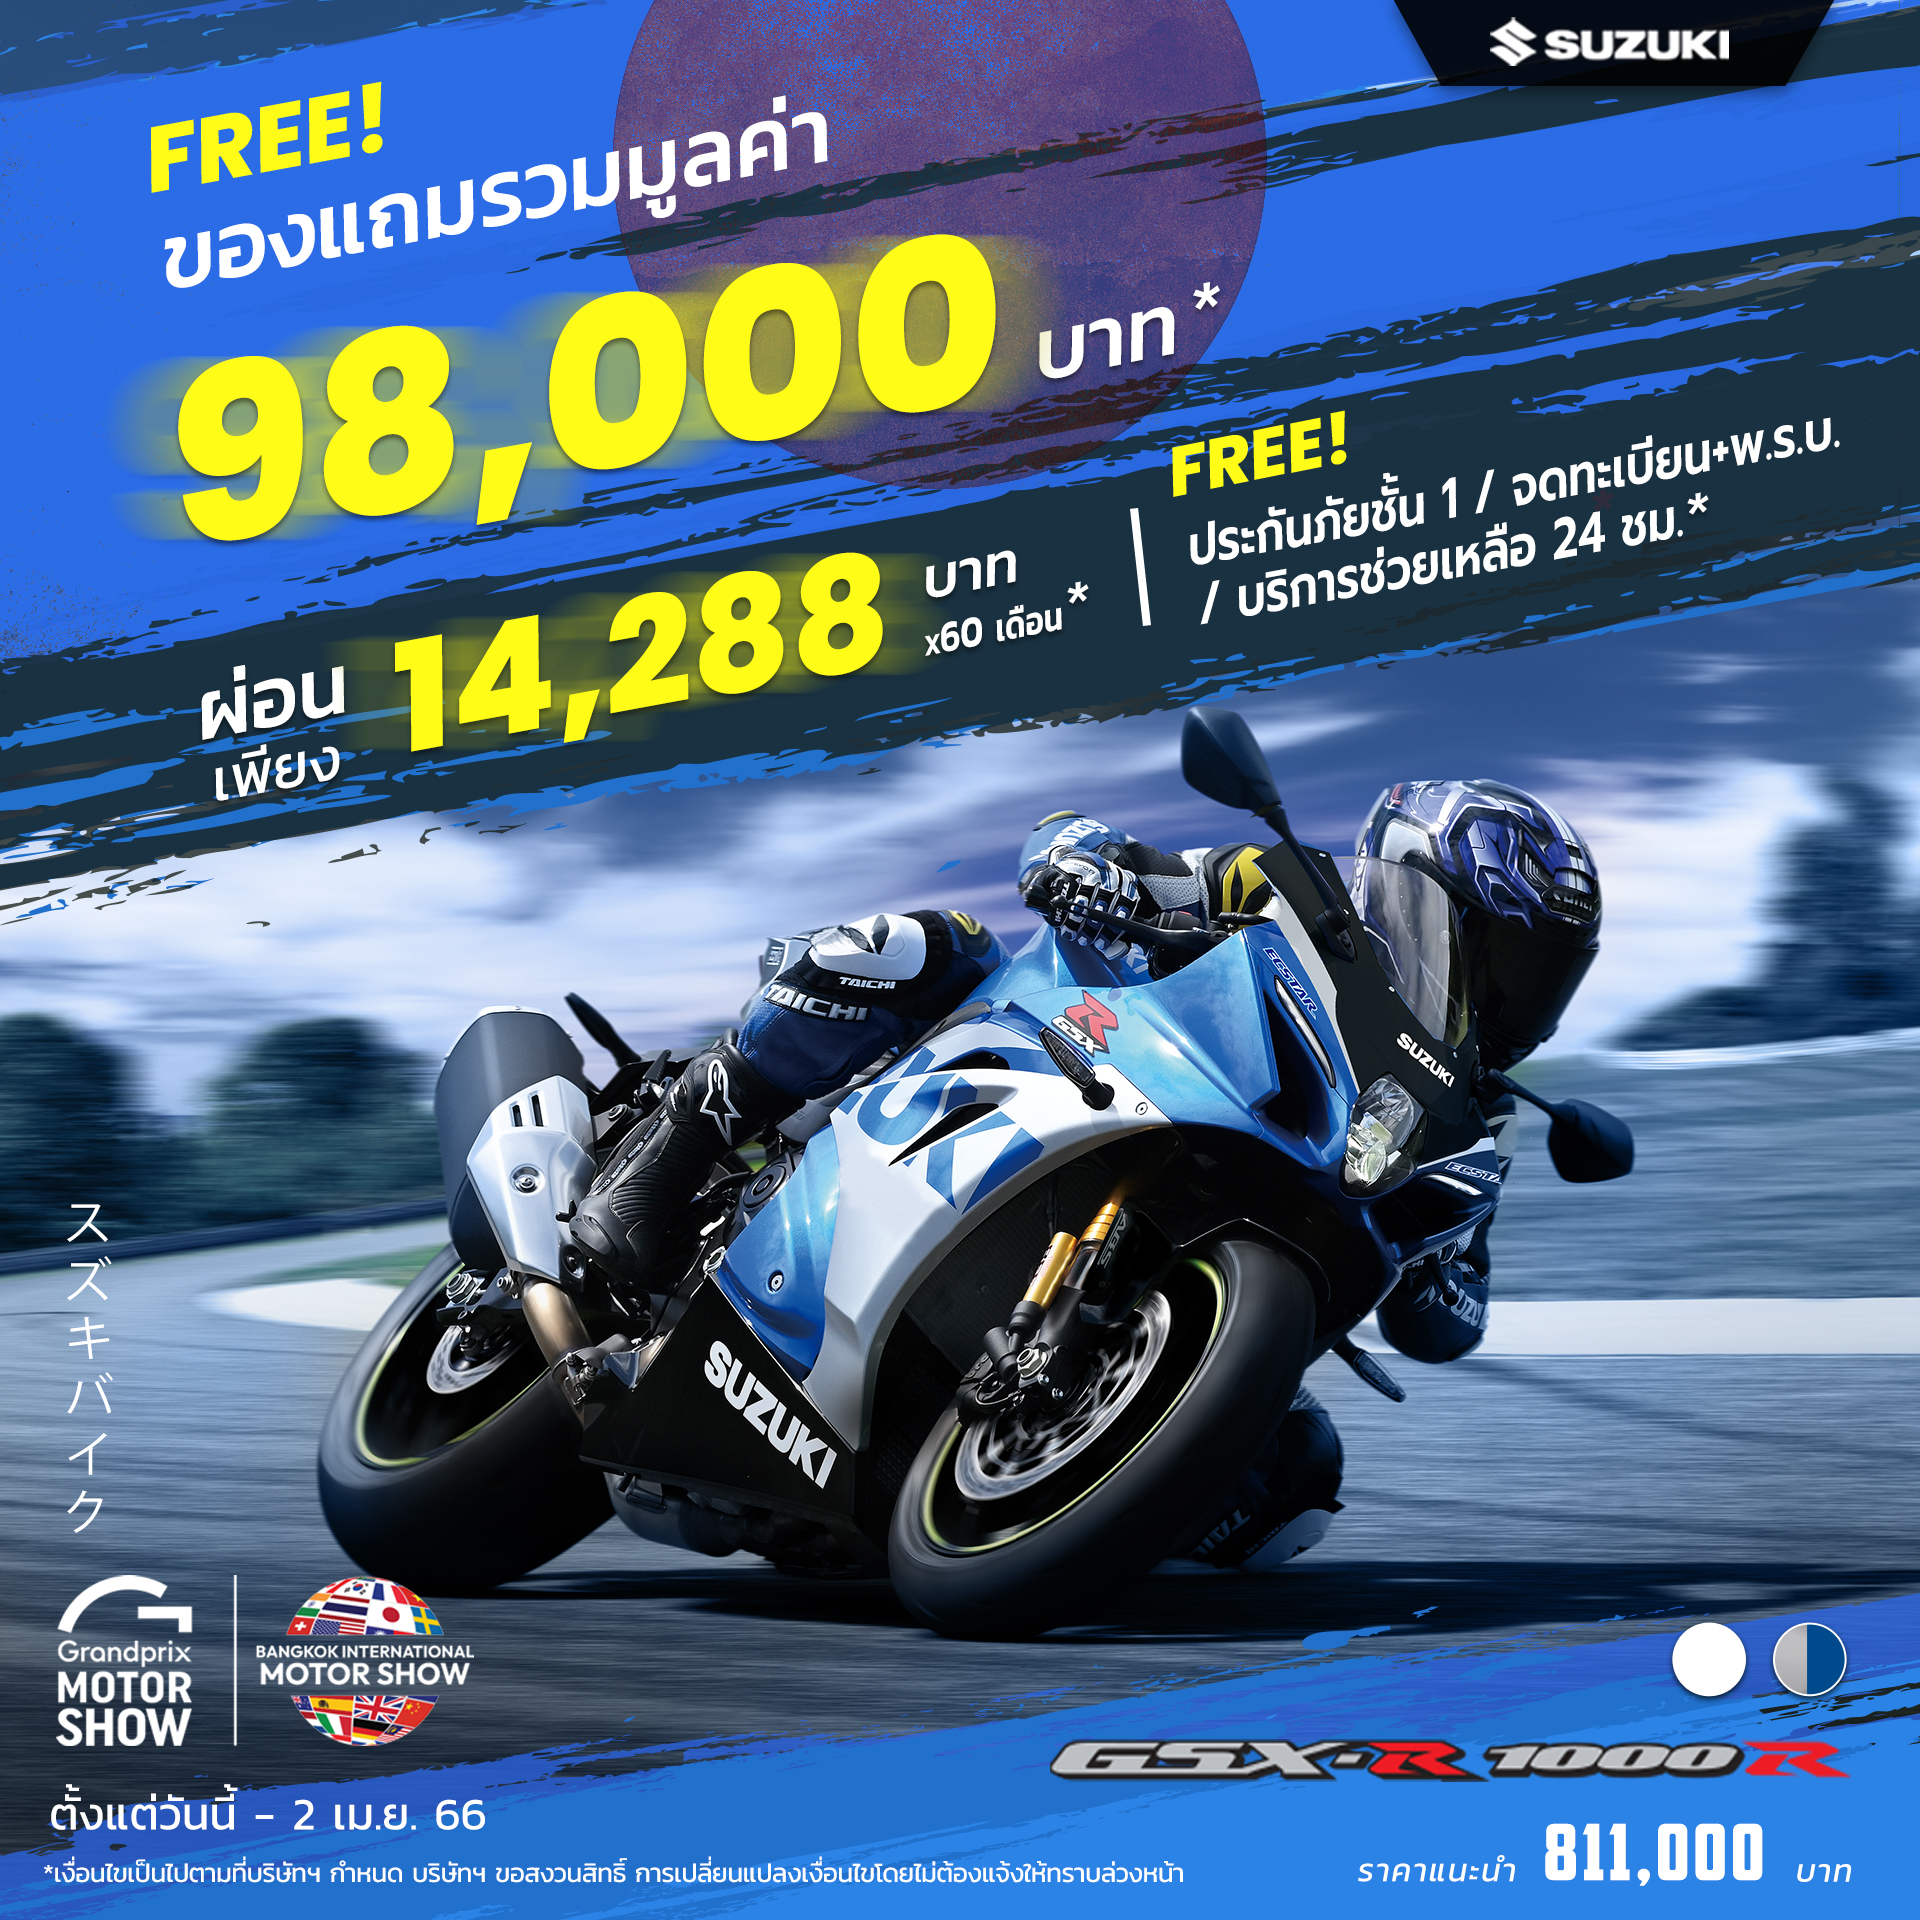 SUZUKI
FREE!
ของแถมรวมมูลค่า
98,000 บาท*
FREE!
ประกันภัยชั้น 1 / จดทะเบียน+พ.ร.บ.
/ บริการช่วยเหลือ 24 ชม.*
ผ่อน
เพียง
14,288
บาท
x60 เดือน*
TAICHI
TAICHI
GSX
R
ECSTAR
SUZUKI
SUZUKI
スズキバイク
Grandprix
MOTOR
SHOW
BANGKOK INTERNATIONAL
MOTOR SHOW
GSX-R 1000R
ตั้งแต่วันนี้ - 2 เม.ย. 66
*เงื่อนไขเป็นไปตามที่บริษัทฯ กำหนด บริษัทฯ ขอสงวนสิทธิ์ การเปลี่ยนแปลงเงื่อนไขโดยไม่ต้องแจ้งให้ทราบล่วงหน้า
ราคาแนะนำ 811,000 บาท